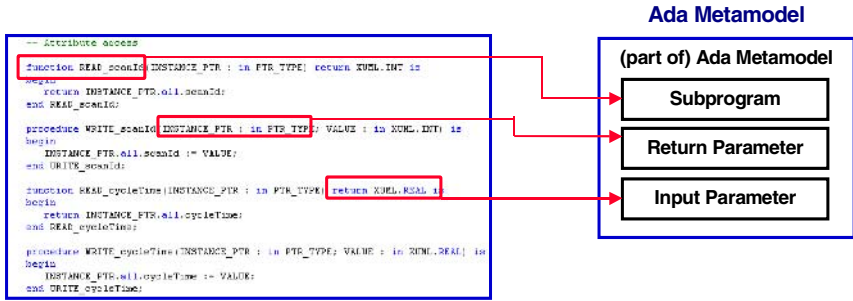 Ada Metamodel
-- Attribute access
function READ_scanId(INSTANCE_PTR : in PTR_TYPE) return XUML.INT is
begin
return INSTANCE_PTR.all.scanId;
end READ_scanId;
procedure WRITE_scanId(INSTANCE_PTR : in PTR_TYPE; VALUE : in XUML.INT) is
begin
INSTANCE_PTR.all.scanId := VALUE;
end WRITE_scanId;
function READ_cycleTime(INSTANCE_PTR : in PTR_TYPE) return XUML.REAL is
begin
return INSTANCE_PTR.all.cycleTime;
end READ_cycleTime;
procedure WRITE_cycleTime(INSTANCE_PTR : in PTR_TYPE; VALUE : in XUML.REAL) is
begin
INSTANCE_PTR.all.cycleTime := VALUE;
end WRITE_cycleTime;
(part of) Ada Metamodel
Subprogram
Return Parameter
Input Parameter